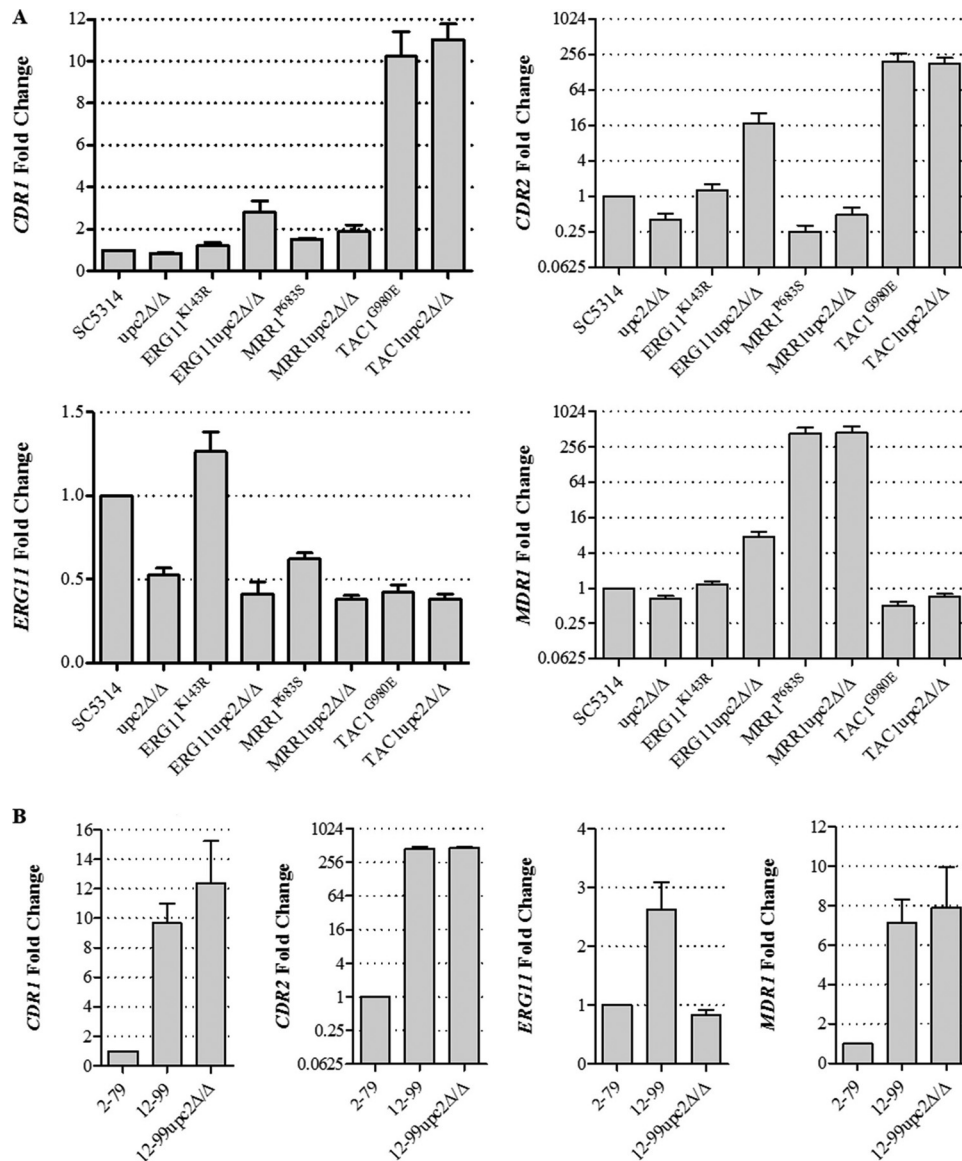 A
CDR1 Fold Change
12
10
8
6
4
2
0
SC5314
upc2Δ/Δ
ERG11K143R
ERG11upc2Δ/Δ
MRR1P683S
MRR1upc2Δ/Δ
TAC1G980E
TAC1upc2Δ/Δ
CDR2 Fold Change
1024
256
64
16
4
1
0.25
0.0625
SC5314
upc2Δ/Δ
ERG11K143R
ERG11upc2Δ/Δ
MRR1P683S
MRR1upc2Δ/Δ
TAC1G980E
TAC1upc2Δ/Δ
ERG11 Fold Change
1.5
1.0
0.5
0.0
SC5314
upc2Δ/Δ
ERG11K143R
ERG11upc2Δ/Δ
MRR1P683S
MRR1upc2Δ/Δ
TAC1G980E
TAC1upc2Δ/Δ
MDR1 Fold Change
1024
256
64
16
4
1
0.25
0.0625
SC5314
upc2Δ/Δ
ERG11K143R
ERG11upc2Δ/Δ
MRR1P683S
MRR1upc2Δ/Δ
TAC1G980E
TAC1upc2Δ/Δ
B
CDR1 Fold Change
16
14
12
10
8
6
4
2
0
2-79
12-99
12-99upc2Δ/Δ
CDR2 Fold Change
1024
256
64
16
4
1
0.25
0.0625
2-79
12-99
12-99upc2Δ/Δ
ERG11 Fold Change
4
3
2
1
0
2-79
12-99
12-99upc2Δ/Δ
MDR1 Fold Change
12
10
8
6
4
2
0
2-79
12-99
12-99upc2Δ/Δ